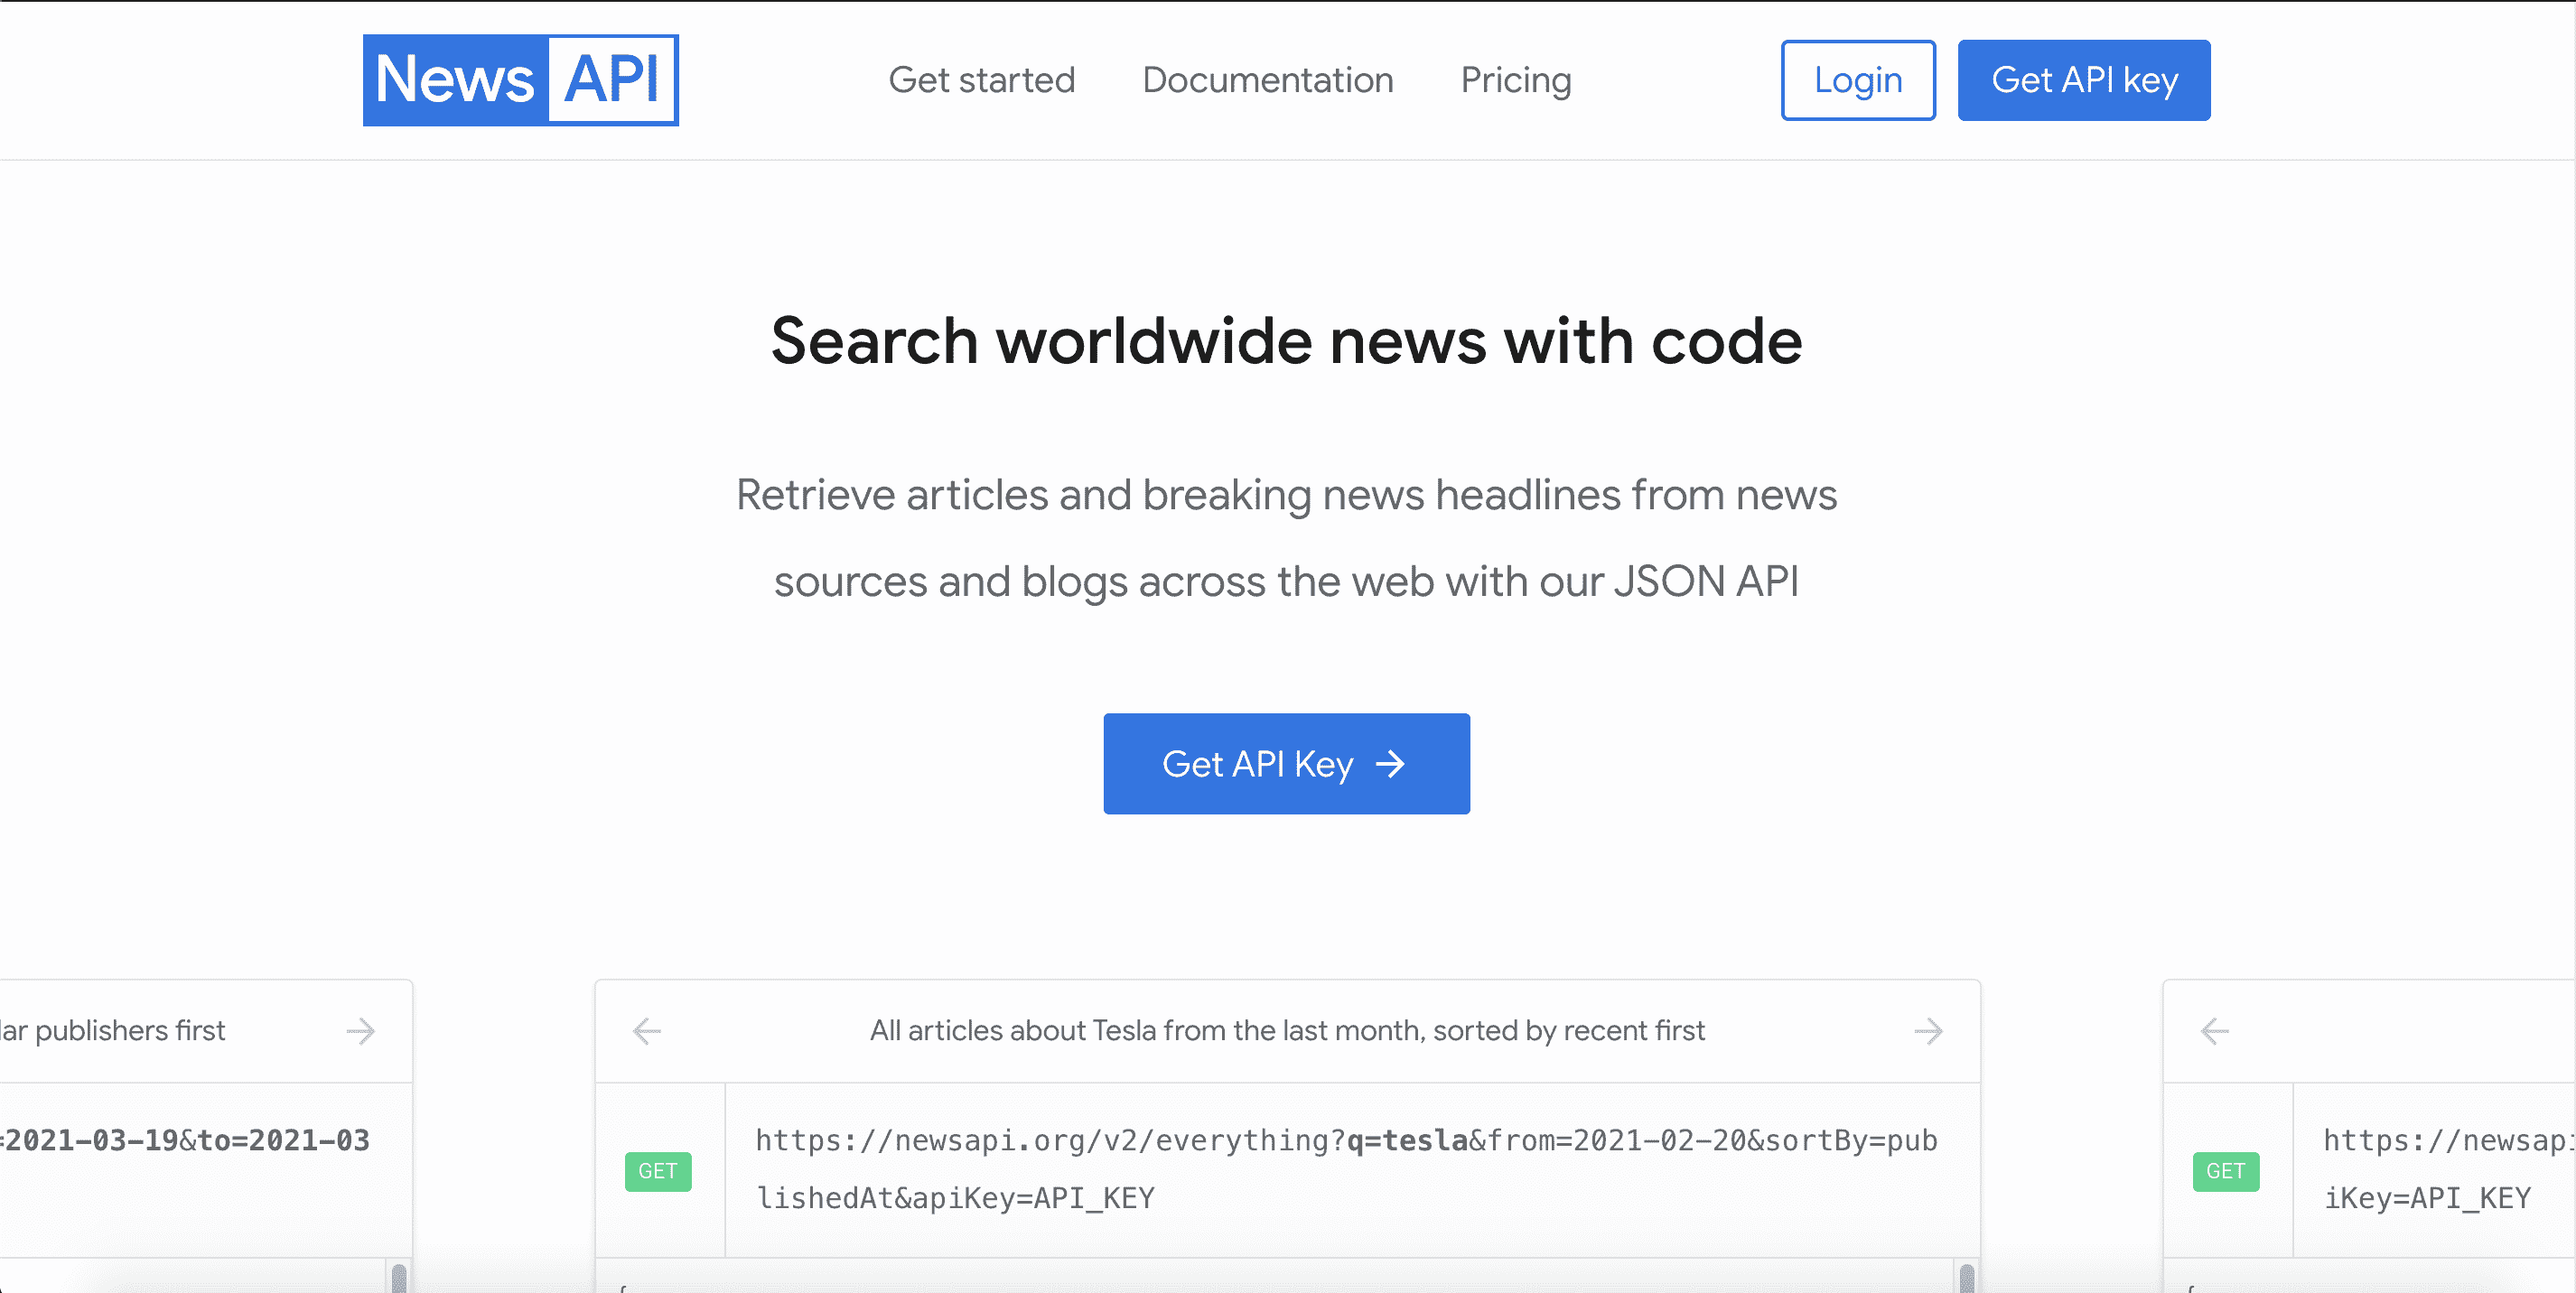 News API
Get started
Documentation
Pricing
Login
Get API key
Search worldwide news with code
Retrieve articles and breaking news headlines from news
sources and blogs across the web with our JSON API
Get API Key →
publishers first →
← All articles about Tesla from the last month, sorted by recent first →
←
=2021-03-19&to=2021-03
GET
https://newsapi.org/v2/everything?q=tesla&from=2021-02-20&sortBy=pub
lishedAt&apiKey=API_KEY
{
GET
https://newsapi
iKey=API_KEY
{